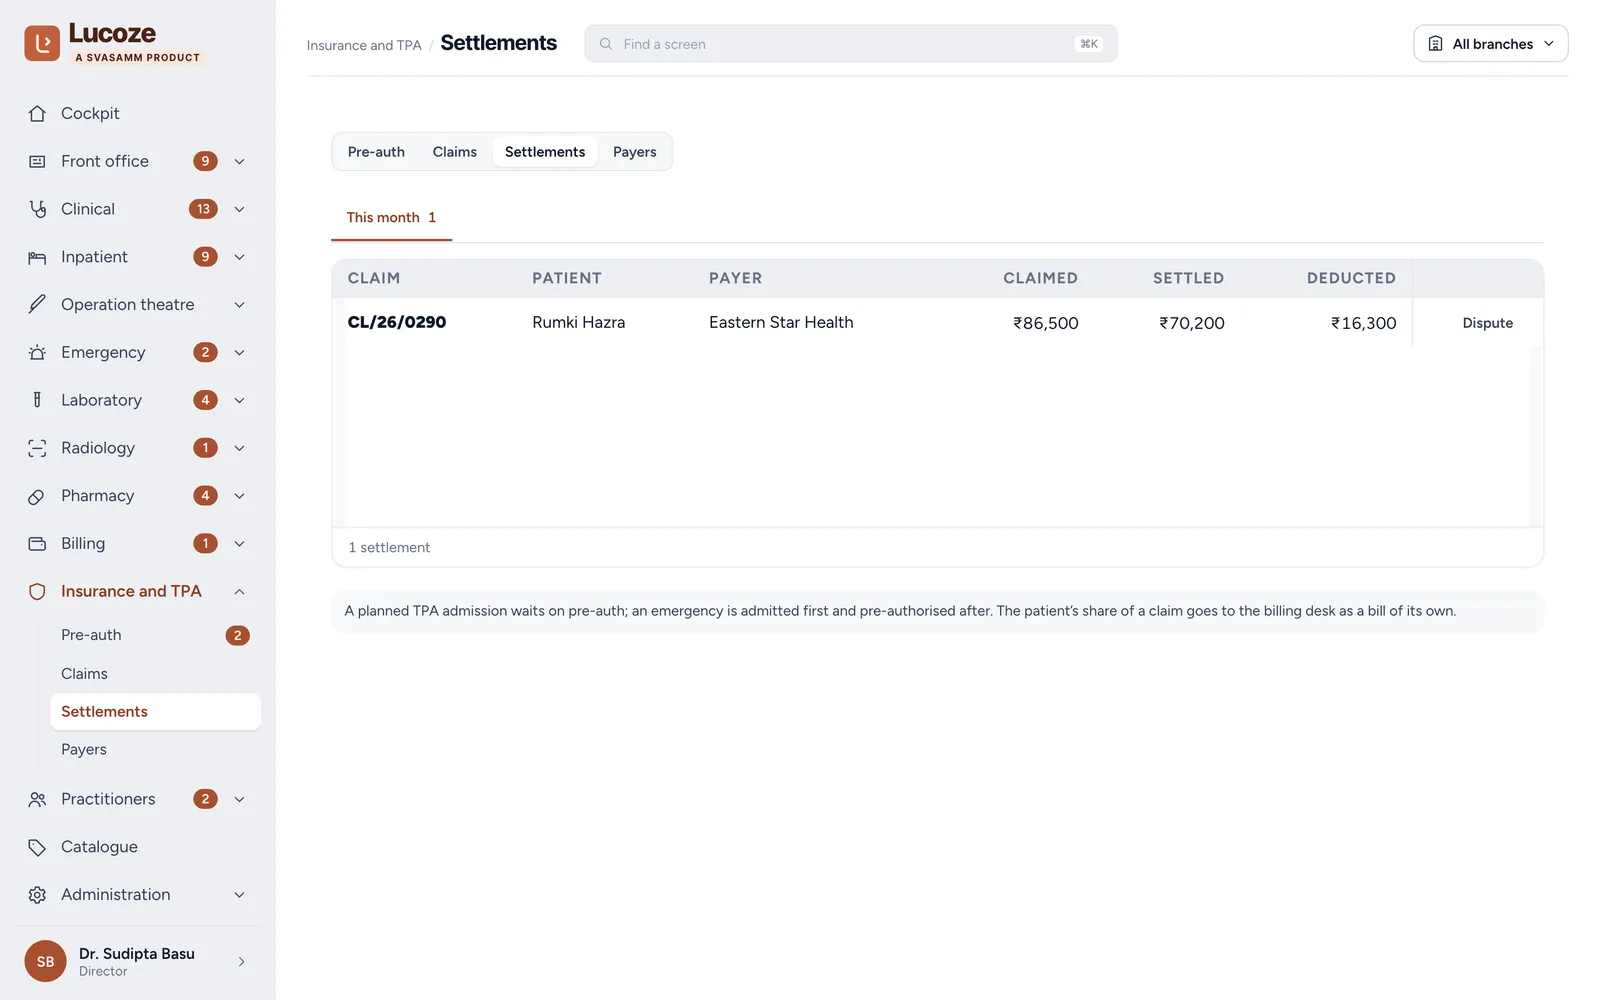 Lucoze
A SVASAMM PRODUCT
Cockpit
Front office 9
Clinical 13
Inpatient 9
Operation theatre
Emergency 2
Laboratory 4
Radiology 1
Pharmacy 4
Billing 1
Insurance and TPA
Pre-auth 2
Claims
Settlements
Payers
Practitioners 2
Catalogue
Administration
SB
Dr. Sudipta Basu
Director
Insurance and TPA / Settlements
Find a screen ⌘K
All branches
Pre-auth Claims Settlements Payers
This month 1
CLAIM PATIENT PAYER CLAIMED SETTLED DEDUCTED
CL/26/0290 Rumki Hazra Eastern Star Health ₹86,500 ₹70,200 ₹16,300 Dispute
1 settlement
A planned TPA admission waits on pre-auth; an emergency is admitted first and pre-authorised after. The patient's share of a claim goes to the billing desk as a bill of its own.